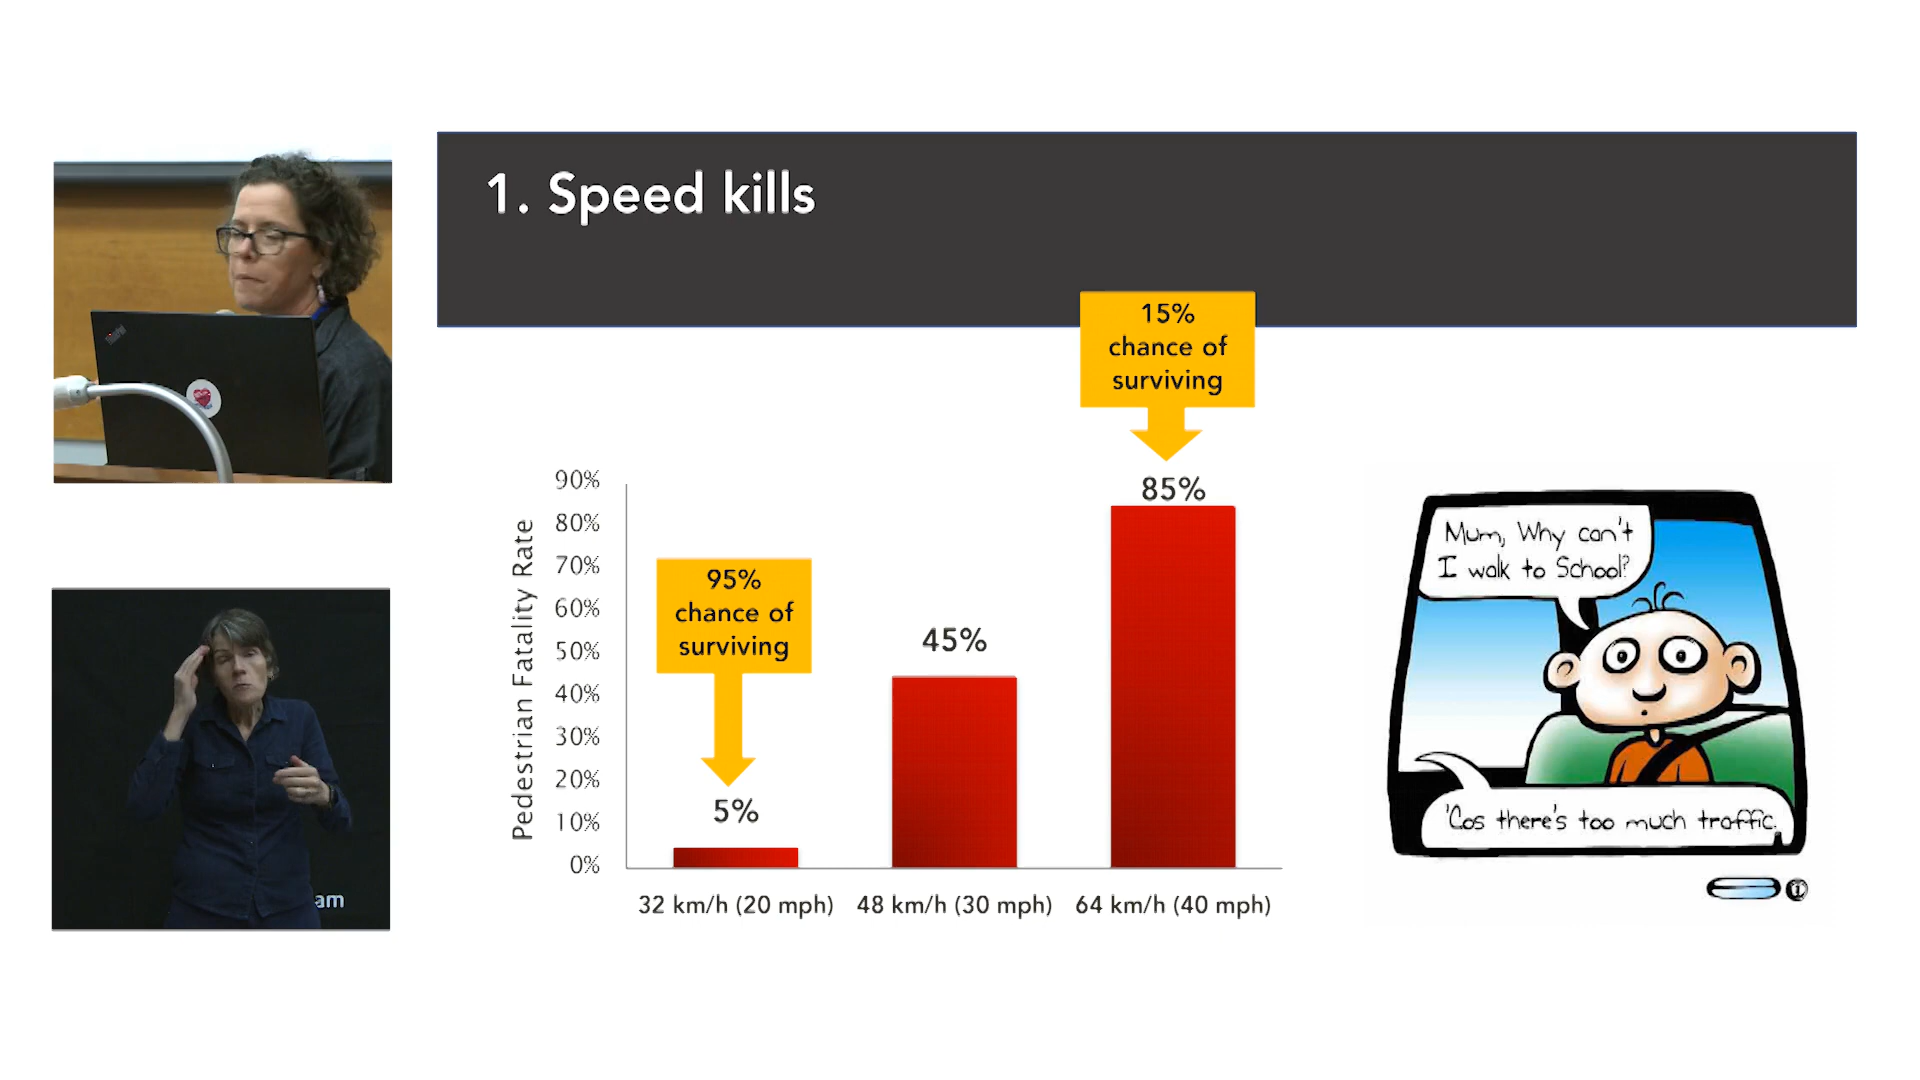 1. Speed kills
15%
chance of
surviving
95%
chance of
surviving
Pedestrian Fatality Rate
90%
80%
70%
60%
50%
40%
30%
20%
10%
0%
5%
45%
85%
32 km/h (20 mph)
48 km/h (30 mph)
64 km/h (40 mph)
Mum, Why can't
I walk to School?
'Cos there's too much traffic.
ThinkPad
am